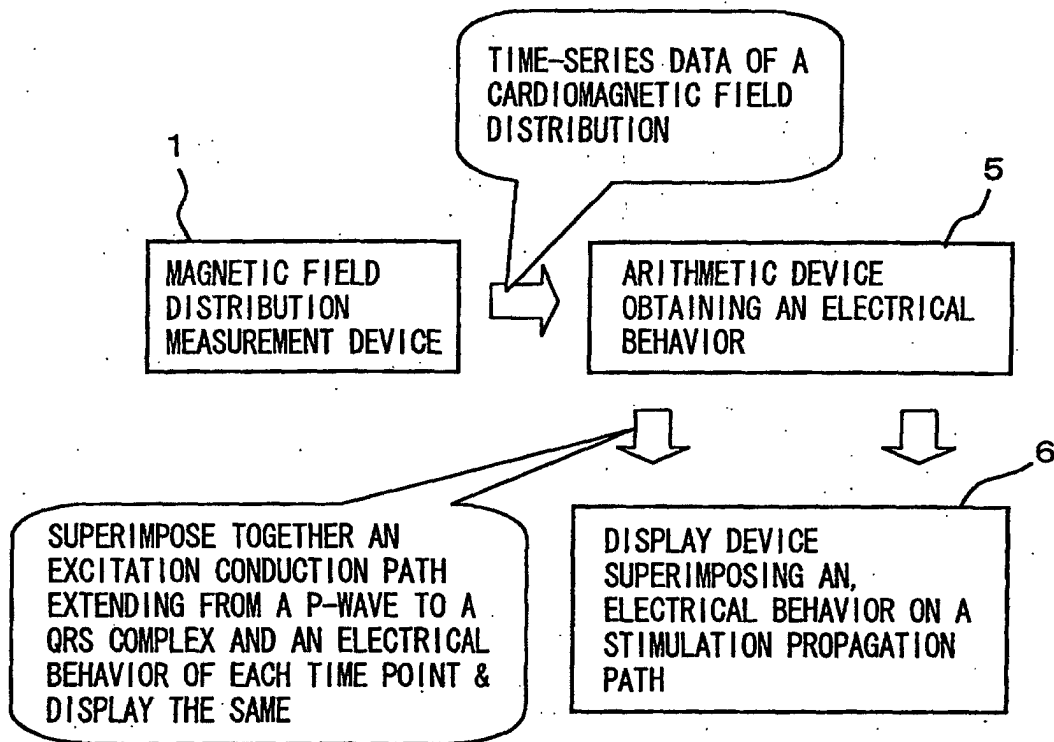 TIME-SERIES DATA OF A
CARDIOMAGNETIC FIELD
DISTRIBUTION
1
MAGNETIC FIELD
DISTRIBUTION
MEASUREMENT DEVICE
5
ARITHMETIC DEVICE
OBTAINING AN ELECTRICAL
BEHAVIOR
SUPERIMPOSE TOGETHER AN
EXCITATION CONDUCTION PATH
EXTENDING FROM A P-WAVE TO A
QRS COMPLEX AND AN ELECTRICAL
BEHAVIOR OF EACH TIME POINT &
DISPLAY THE SAME
6
DISPLAY DEVICE
SUPERIMPOSING AN,
ELECTRICAL BEHAVIOR ON A
STIMULATION PROPAGATION
PATH